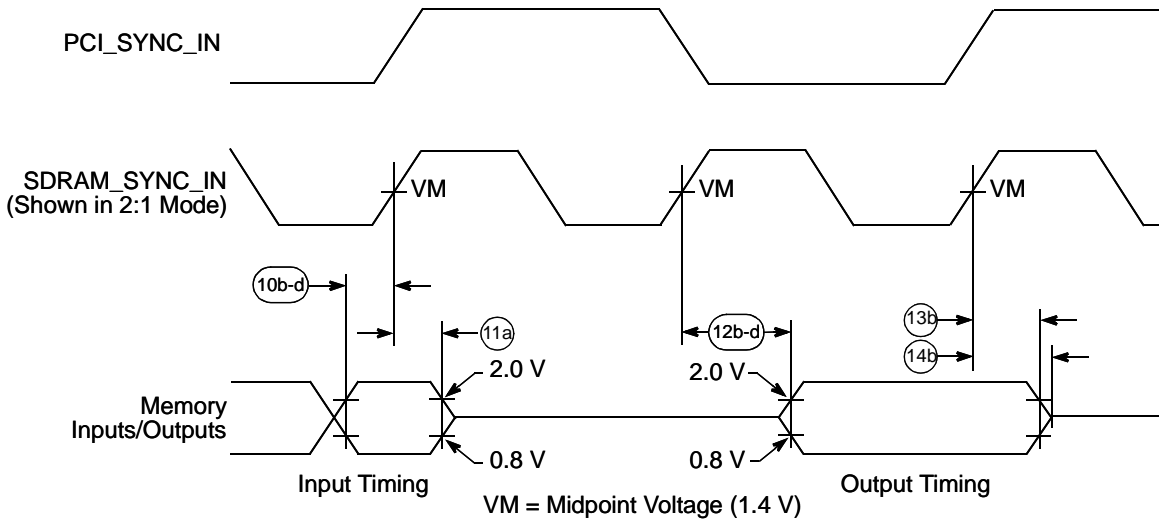 PCI_SYNC_IN
SDRAM_SYNC_IN
(Shown in 2:1 Mode)
VM
VM
VM
10b-d
11a
12b-d
13b
14b
2.0 V
2.0 V
Memory
Inputs/Outputs
0.8 V
0.8 V
Input Timing
Output Timing
VM = Midpoint Voltage (1.4 V)